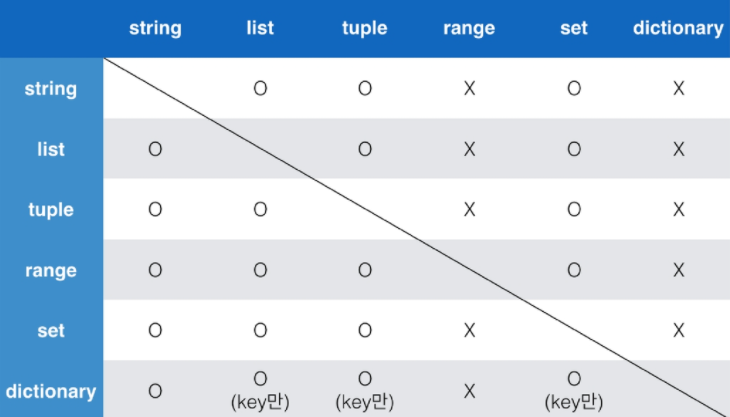 string list tuple range set dictionary
string O O X O X
list O O X O X
tuple O O X O X
range O O O O X
set O O O X X
dictionary O O (key만) O (key만) X O (key만)